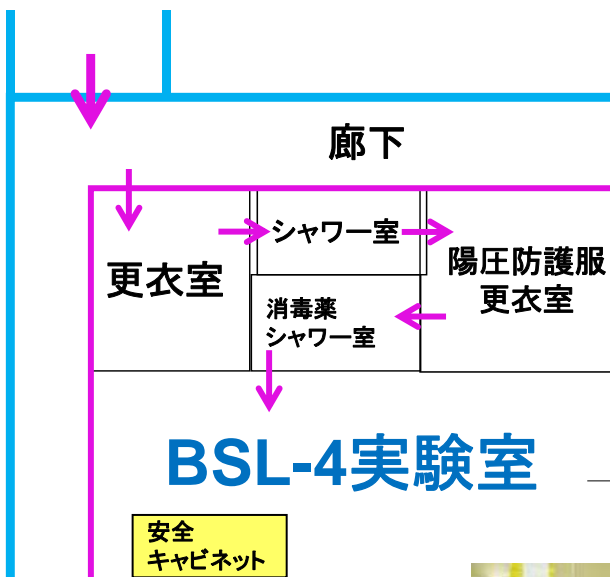 廊下
更衣室
シャワー室
陽圧防護服
更衣室
消毒薬
シャワー室
BSL-4実験室
安全
キャビネット